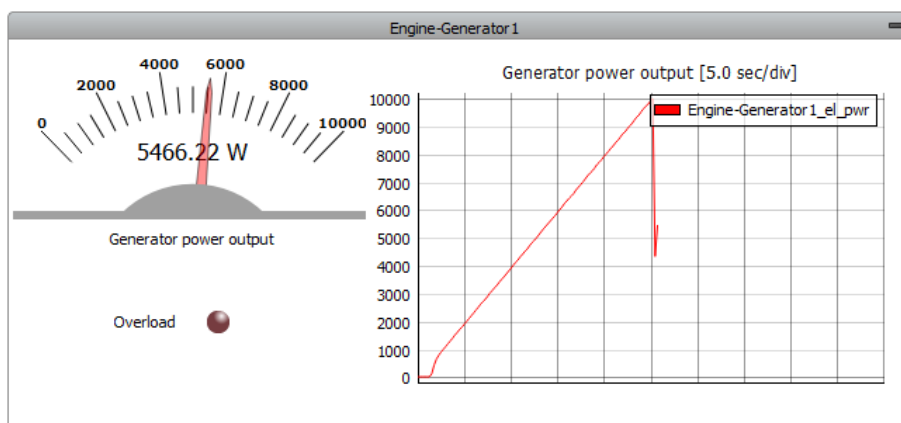 Engine-Generator1
0
2000
4000
6000
8000
10000
5466.22 W
Generator power output
Overload
Generator power output [5.0 sec/div]
Engine-Generator1_el_pwr
10000
9000
8000
7000
6000
5000
4000
3000
2000
1000
0